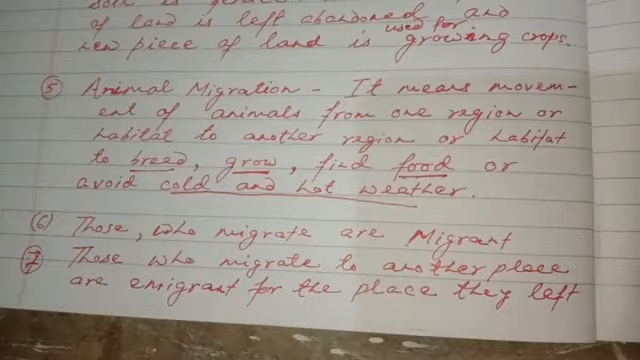 of land is left abandoned and
used for
new piece of land is growing crops.
(5) Animal Migration - It means movem-
ent of animals from one region or
habitat to another region or habitat
to breed, grow, find food or
avoid cold and hot weather.
(6) Those, who migrate are Migrant
(7) Those who migrate to another place
are emigrant for the place they left